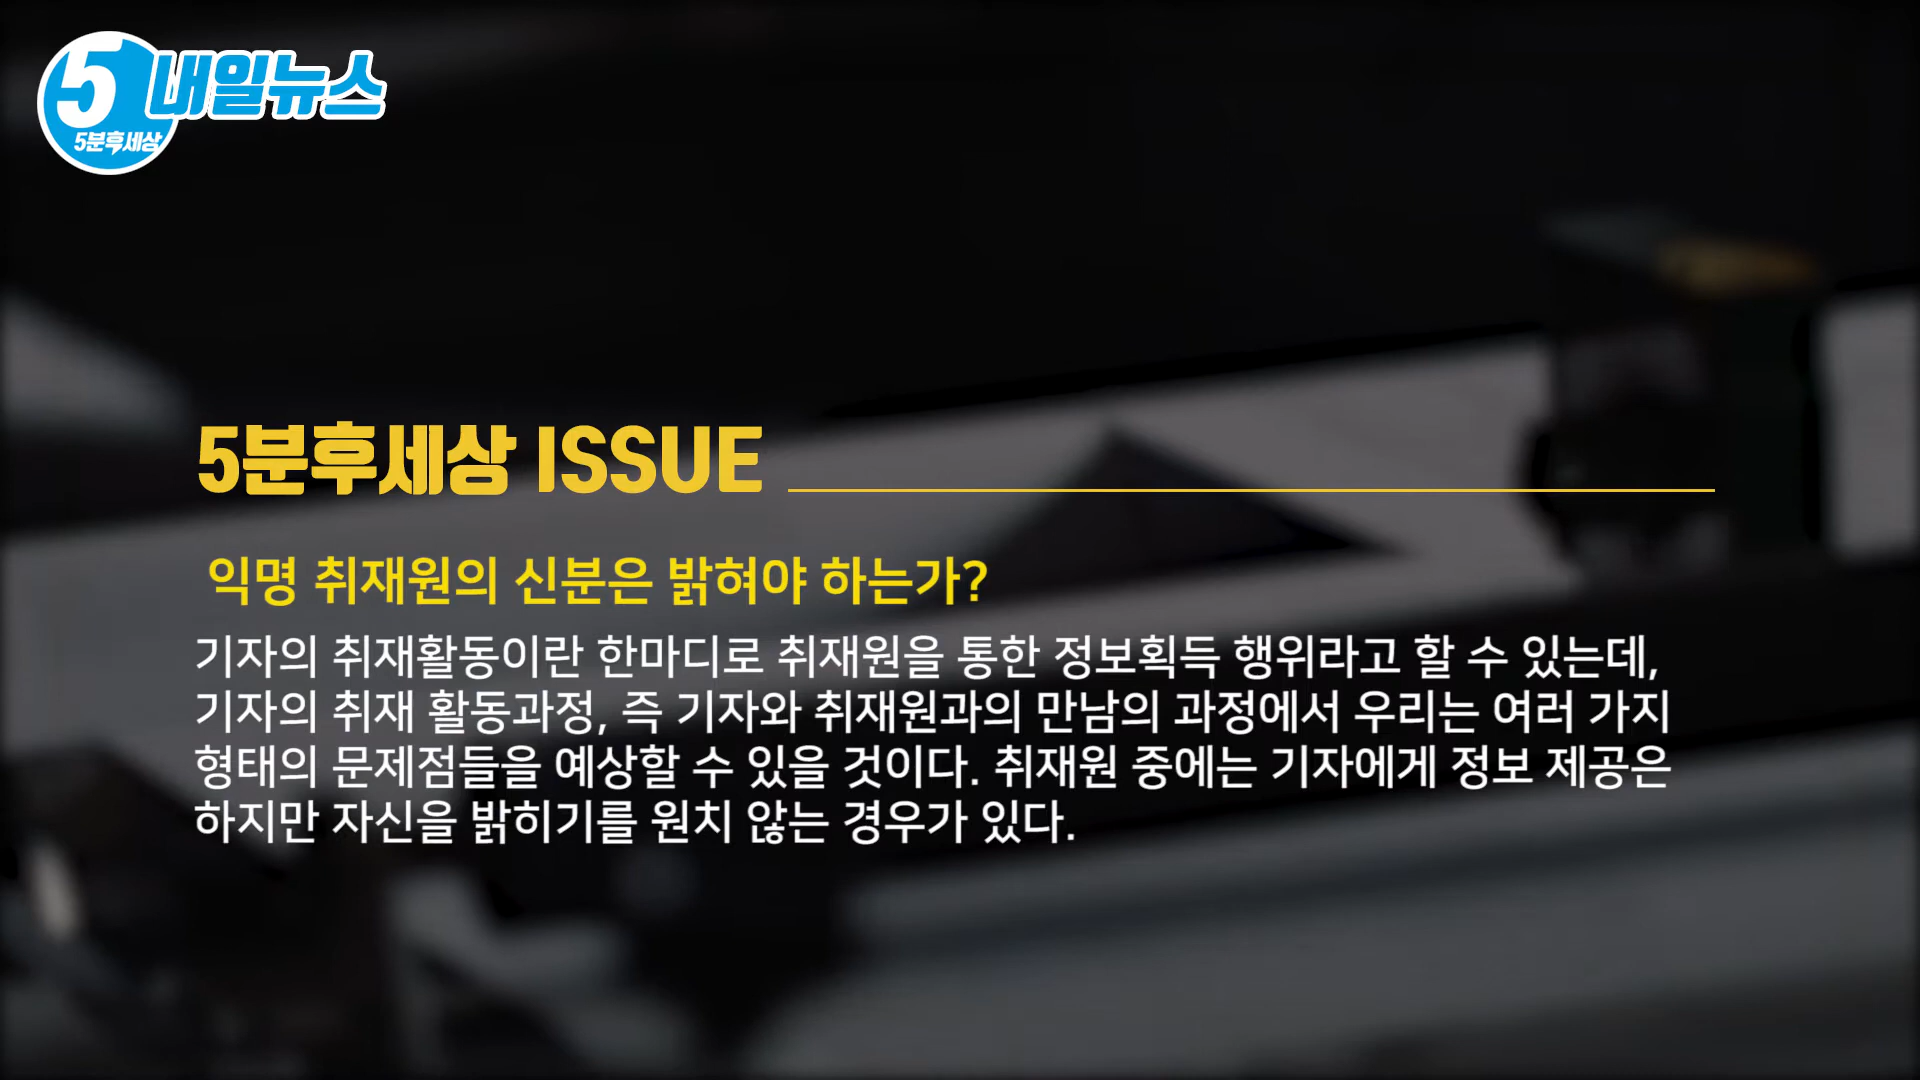 5 내일뉴스
5분후세상
5분후세상 ISSUE
익명 취재원의 신분은 밝혀야 하는가?
기자의 취재활동이란 한마디로 취재원을 통한 정보획득 행위라고 할 수 있는데,
기자의 취재 활동과정, 즉 기자와 취재원과의 만남의 과정에서 우리는 여러 가지
형태의 문제점들을 예상할 수 있을 것이다. 취재원 중에는 기자에게 정보 제공은
하지만 자신을 밝히기를 원치 않는 경우가 있다.